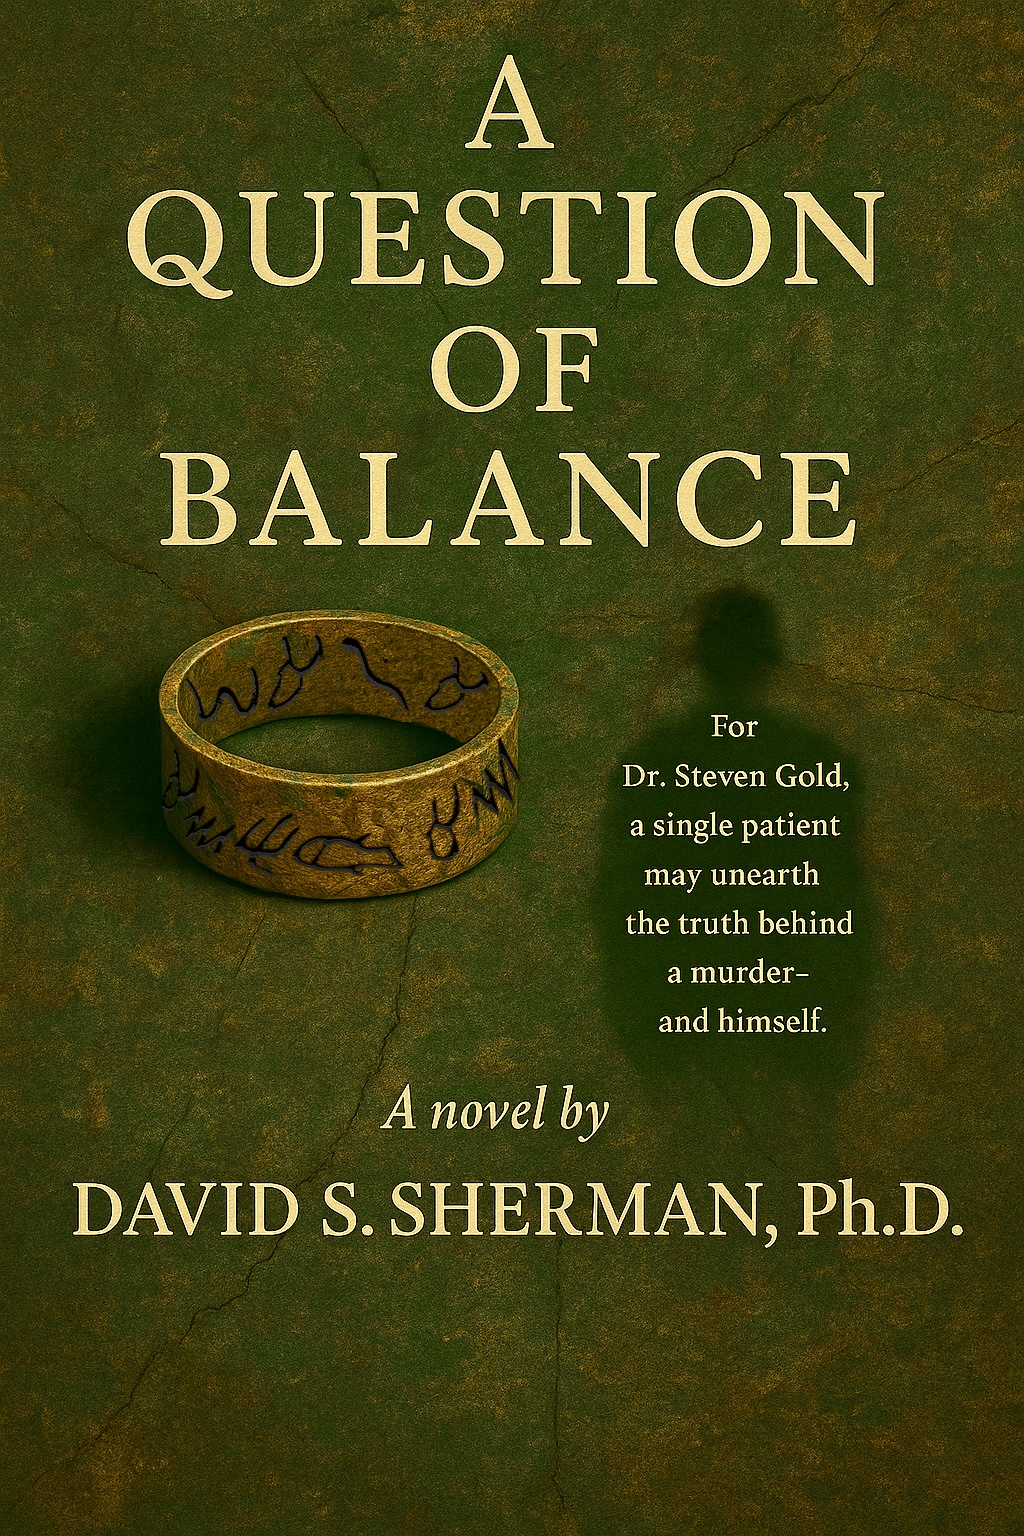 A
QUESTION
OF
BALANCE
For
Dr. Steven Gold,
a single patient
may unearth
the truth behind
a murder–
and himself.
A novel by
DAVID S. SHERMAN, Ph.D.